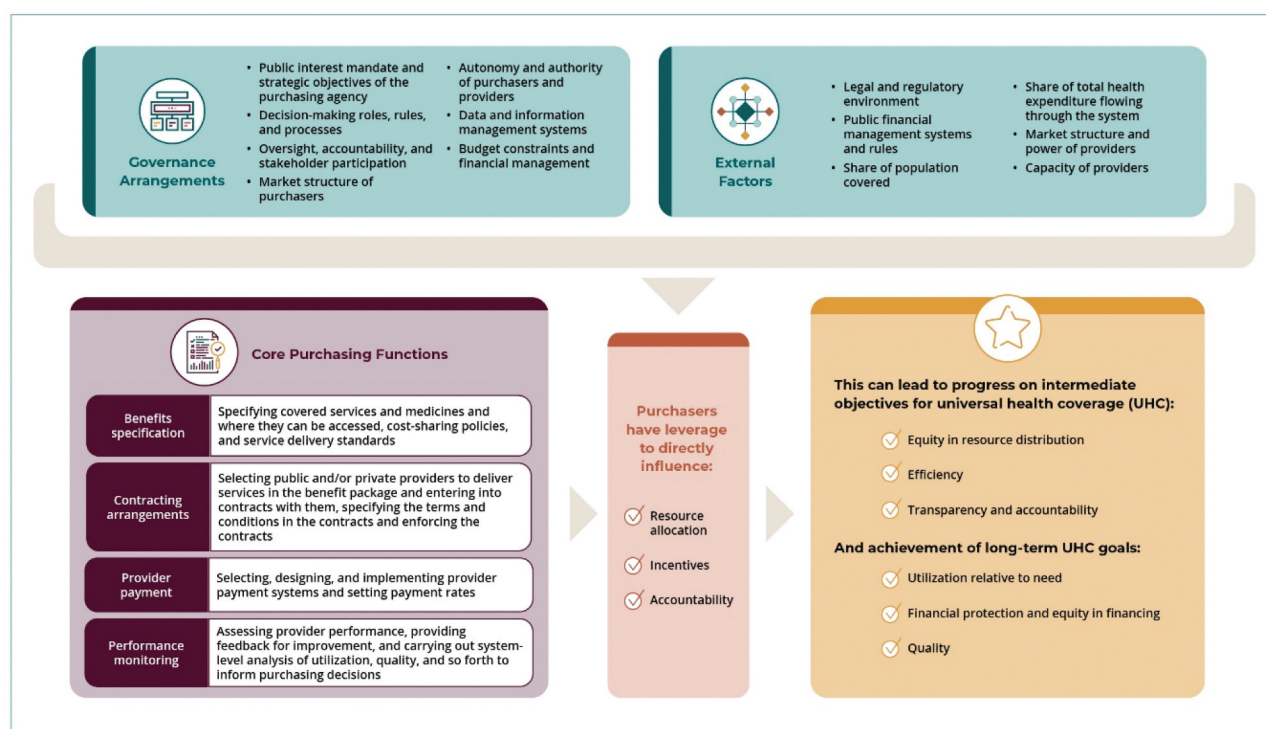 Governance
Arrangements
• Public interest mandate and
strategic objectives of the
purchasing agency
• Decision-making roles, rules,
and processes
• Oversight, accountability, and
stakeholder participation
• Market structure of
purchasers
• Autonomy and authority
of purchasers and
providers
• Data and information
management systems
• Budget constraints and
financial management
External
Factors
• Legal and regulatory
environment
• Public financial
management systems
and rules
• Share of population
covered
• Share of total health
expenditure flowing
through the system
• Market structure and
power of providers
• Capacity of providers
Core Purchasing Functions
Benefits
specification
Specifying covered services and medicines and
where they can be accessed, cost-sharing policies,
and service delivery standards
Contracting
arrangements
Selecting public and/or private providers to deliver
services in the benefit package and entering into
contracts with them, specifying the terms and
conditions in the contracts and enforcing the
contracts
Provider
payment
Selecting, designing, and implementing provider
payment systems and setting payment rates
Performance
monitoring
Assessing provider performance, providing
feedback for improvement, and carrying out system-
level analysis of utilization, quality, and so forth to
inform purchasing decisions
Purchasers
have leverage
to directly
influence:
Resource
allocation
Incentives
Accountability
This can lead to progress on intermediate
objectives for universal health coverage (UHC):
Equity in resource distribution
Efficiency
Transparency and accountability
And achievement of long-term UHC goals:
Utilization relative to need
Financial protection and equity in financing
Quality